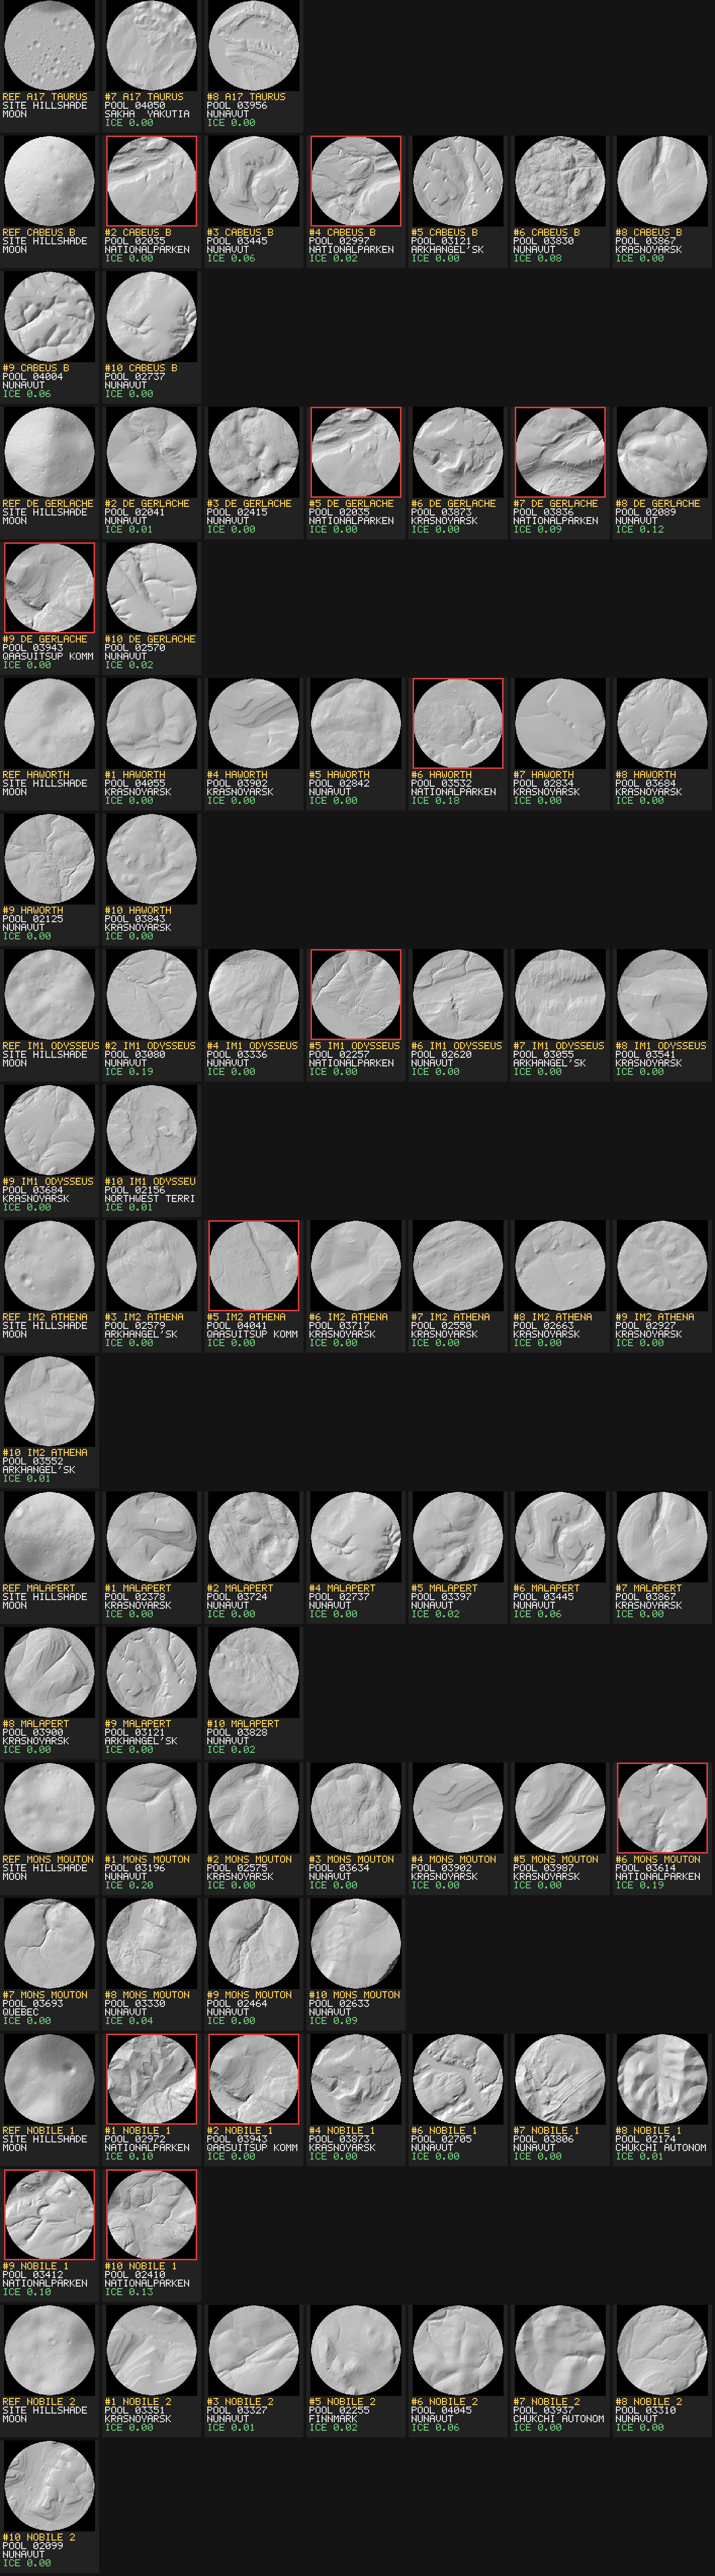 REF A17 TAURUS
SITE HILLSHADE
MOON
#7 A17 TAURUS
POOL 04050
SAKHA YAKUTIA
ICE 0.00
#8 A17 TAURUS
POOL 03956
NUNAVUT
ICE 0.00
REF CABEUS B
SITE HILLSHADE
MOON
#2 CABEUS B
POOL 02035
NATIONALPARKEN
ICE 0.00
#3 CABEUS B
POOL 03445
NUNAVUT
ICE 0.06
#4 CABEUS B
POOL 02997
NATIONALPARKEN
ICE 0.02
#5 CABEUS B
POOL 03121
ARKHANGEL'SK
ICE 0.00
#6 CABEUS B
POOL 03830
NUNAVUT
ICE 0.08
#8 CABEUS B
POOL 03867
KRASNOYARSK
ICE 0.00
#9 CABEUS B
POOL 04004
NUNAVUT
ICE 0.06
#10 CABEUS B
POOL 02737
NUNAVUT
ICE 0.00
REF DE GERLACHE
SITE HILLSHADE
MOON
#2 DE GERLACHE
POOL 02041
NUNAVUT
ICE 0.01
#3 DE GERLACHE
POOL 02415
NUNAVUT
ICE 0.00
#5 DE GERLACHE
POOL 02035
NATIONALPARKEN
ICE 0.00
#6 DE GERLACHE
POOL 03873
KRASNOYARSK
ICE 0.00
#7 DE GERLACHE
POOL 03836
NATIONALPARKEN
ICE 0.09
#8 DE GERLACHE
POOL 02089
NUNAVUT
ICE 0.12
#9 DE GERLACHE
POOL 03943
QAASUITSUP KOMM
ICE 0.00
#10 DE GERLACHE
POOL 02570
NUNAVUT
ICE 0.02
REF HAWORTH
SITE HILLSHADE
MOON
#1 HAWORTH
POOL 04055
KRASNOYARSK
ICE 0.00
#4 HAWORTH
POOL 03902
KRASNOYARSK
ICE 0.00
#5 HAWORTH
POOL 02842
NUNAVUT
ICE 0.00
#6 HAWORTH
POOL 03532
NATIONALPARKEN
ICE 0.18
#7 HAWORTH
POOL 02834
KRASNOYARSK
ICE 0.00
#8 HAWORTH
POOL 03684
KRASNOYARSK
ICE 0.00
#9 HAWORTH
POOL 02125
NUNAVUT
ICE 0.00
#10 HAWORTH
POOL 03843
KRASNOYARSK
ICE 0.00
REF IM1 ODYSSEUS
SITE HILLSHADE
MOON
#2 IM1 ODYSSEUS
POOL 03080
NUNAVUT
ICE 0.19
#4 IM1 ODYSSEUS
POOL 03336
NUNAVUT
ICE 0.00
#5 IM1 ODYSSEUS
POOL 02257
NATIONALPARKEN
ICE 0.00
#6 IM1 ODYSSEUS
POOL 02620
NUNAVUT
ICE 0.00
#7 IM1 ODYSSEUS
POOL 03055
ARKHANGEL'SK
ICE 0.00
#8 IM1 ODYSSEUS
POOL 03541
KRASNOYARSK
ICE 0.00
#9 IM1 ODYSSEUS
POOL 03684
KRASNOYARSK
ICE 0.00
#10 IM1 ODYSSEU
POOL 02156
NORTHWEST TERRI
ICE 0.01
REF IM2 ATHENA
SITE HILLSHADE
MOON
#3 IM2 ATHENA
POOL 02579
ARKHANGEL'SK
ICE 0.00
#5 IM2 ATHENA
POOL 04041
QAASUITSUP KOMM
ICE 0.00
#6 IM2 ATHENA
POOL 03717
KRASNOYARSK
ICE 0.00
#7 IM2 ATHENA
POOL 02550
KRASNOYARSK
ICE 0.00
#8 IM2 ATHENA
POOL 02663
KRASNOYARSK
ICE 0.00
#9 IM2 ATHENA
POOL 02927
KRASNOYARSK
ICE 0.00
#10 IM2 ATHENA
POOL 03552
ARKHANGEL'SK
ICE 0.01
REF MALAPERT
SITE HILLSHADE
MOON
#1 MALAPERT
POOL 02378
KRASNOYARSK
ICE 0.00
#2 MALAPERT
POOL 03724
NUNAVUT
ICE 0.00
#4 MALAPERT
POOL 02737
NUNAVUT
ICE 0.00
#5 MALAPERT
POOL 03397
NUNAVUT
ICE 0.02
#6 MALAPERT
POOL 03445
NUNAVUT
ICE 0.06
#7 MALAPERT
POOL 03867
KRASNOYARSK
ICE 0.00
#8 MALAPERT
POOL 03900
KRASNOYARSK
ICE 0.00
#9 MALAPERT
POOL 03121
ARKHANGEL'SK
ICE 0.00
#10 MALAPERT
POOL 03828
NUNAVUT
ICE 0.02
REF MONS MOUTON
SITE HILLSHADE
MOON
#1 MONS MOUTON
POOL 03196
NUNAVUT
ICE 0.20
#2 MONS MOUTON
POOL 02575
KRASNOYARSK
ICE 0.00
#3 MONS MOUTON
POOL 03634
NUNAVUT
ICE 0.00
#4 MONS MOUTON
POOL 03902
KRASNOYARSK
ICE 0.00
#5 MONS MOUTON
POOL 03987
KRASNOYARSK
ICE 0.00
#6 MONS MOUTON
POOL 03614
NATIONALPARKEN
ICE 0.19
#7 MONS MOUTON
POOL 03693
QUEBEC
ICE 0.00
#8 MONS MOUTON
POOL 03330
NUNAVUT
ICE 0.04
#9 MONS MOUTON
POOL 02464
NUNAVUT
ICE 0.00
#10 MONS MOUTON
POOL 02633
NUNAVUT
ICE 0.09
REF NOBILE 1
SITE HILLSHADE
MOON
#1 NOBILE 1
POOL 02972
NATIONALPARKEN
ICE 0.10
#2 NOBILE 1
POOL 03943
QAASUITSUP KOMM
ICE 0.00
#4 NOBILE 1
POOL 03873
KRASNOYARSK
ICE 0.00
#6 NOBILE 1
POOL 02705
NUNAVUT
ICE 0.00
#7 NOBILE 1
POOL 03806
NUNAVUT
ICE 0.00
#8 NOBILE 1
POOL 02174
CHUKCHI AUTONOM
ICE 0.01
#9 NOBILE 1
POOL 03412
NATIONALPARKEN
ICE 0.10
#10 NOBILE 1
POOL 02410
NATIONALPARKEN
ICE 0.13
REF NOBILE 2
SITE HILLSHADE
MOON
#1 NOBILE 2
POOL 03351
KRASNOYARSK
ICE 0.00
#3 NOBILE 2
POOL 03327
NUNAVUT
ICE 0.01
#5 NOBILE 2
POOL 02255
FINNMARK
ICE 0.02
#6 NOBILE 2
POOL 04045
NUNAVUT
ICE 0.06
#7 NOBILE 2
POOL 03937
CHUKCHI AUTONOM
ICE 0.00
#8 NOBILE 2
POOL 03310
NUNAVUT
ICE 0.00
#10 NOBILE 2
POOL 02099
NUNAVUT
ICE 0.00